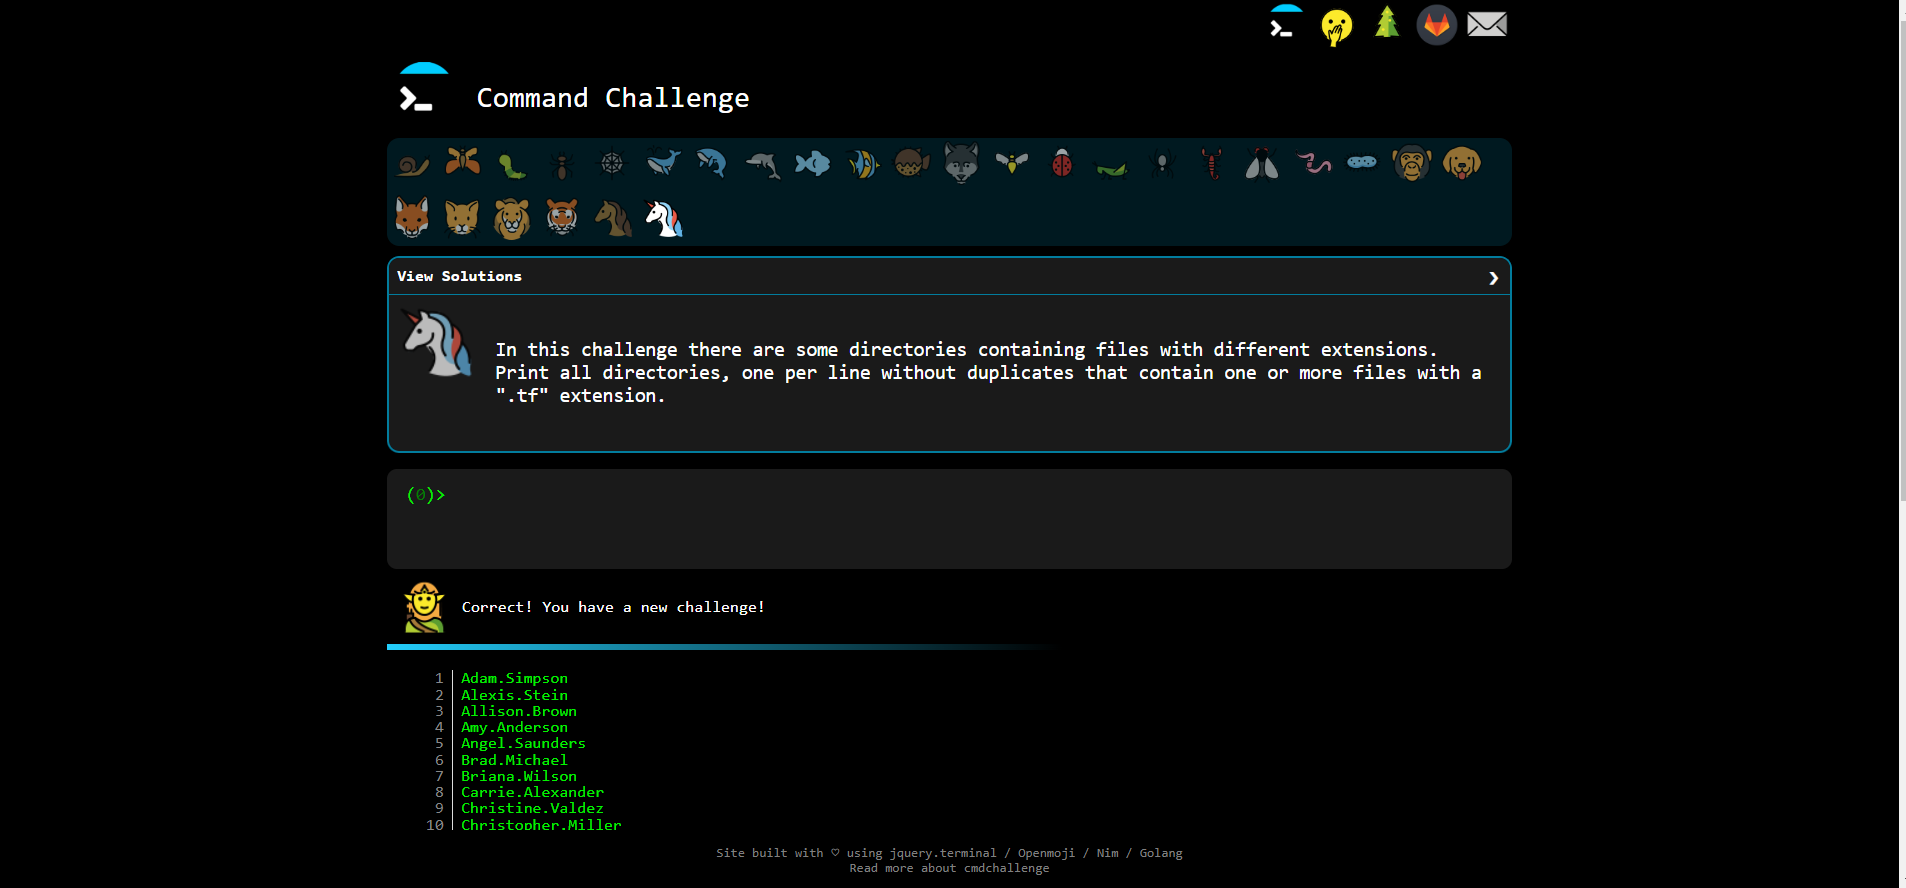 Command Challenge
View Solutions
In this challenge there are some directories containing files with different extensions.
Print all directories, one per line without duplicates that contain one or more files with a
".tf" extension.
(0)>
Correct! You have a new challenge!
1 Adam.Simpson
2 Alexis.Stein
3 Allison.Brown
4 Amy.Anderson
5 Angel.Saunders
6 Brad.Michael
7 Briana.Wilson
8 Carrie.Alexander
9 Christine.Valdez
10 Christopher.Miller
Site built with ♡ using jquery.terminal / Openmoji / Nim / Golang
Read more about cmdchallenge